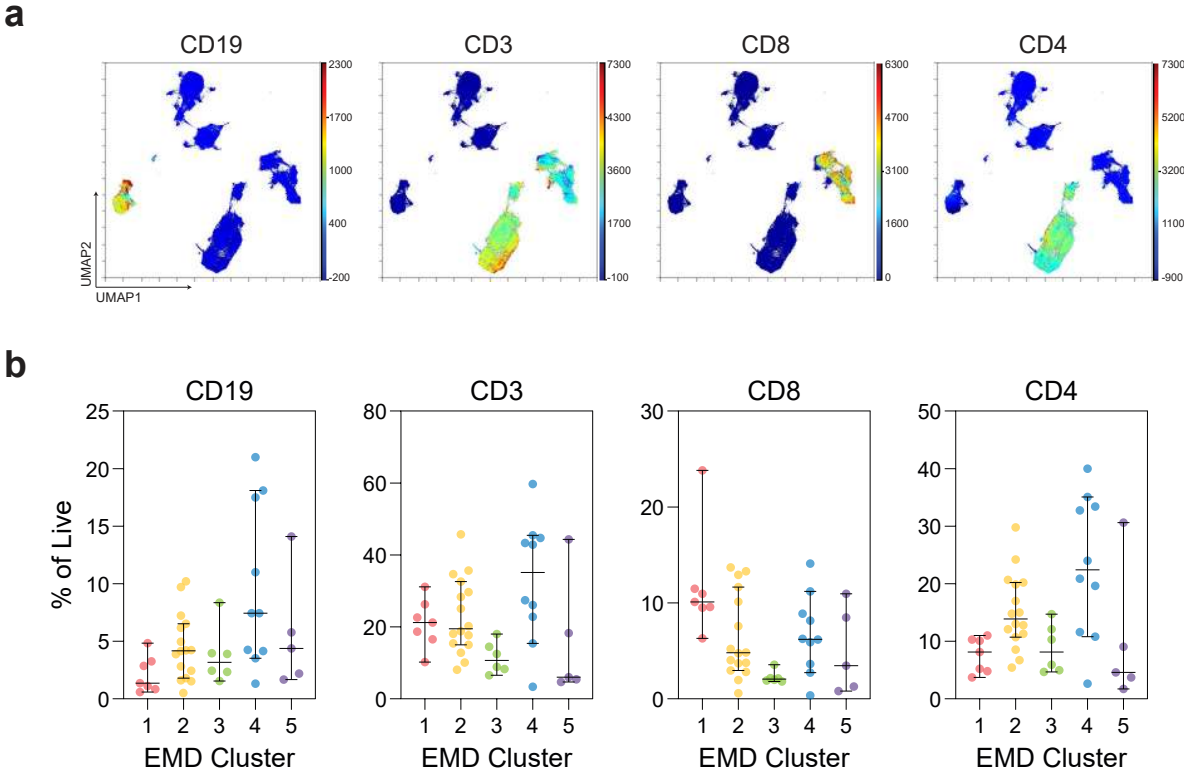 a
CD19 CD3 CD8 CD4
2300 7300 6300 7300
1700 4300 4700 5200
1000 3600 3100 3200
400 1700 1600 1100
-200 -100 0 -900
UMAP2
UMAP1
b
CD19 CD3 CD8 CD4
% of Live
25 80 30 50
20 60 20 40
15 40 10 30
10 20 0 20
5 0 10
0 0
1 2 3 4 5 1 2 3 4 5 1 2 3 4 5 1 2 3 4 5
EMD Cluster EMD Cluster EMD Cluster EMD Cluster